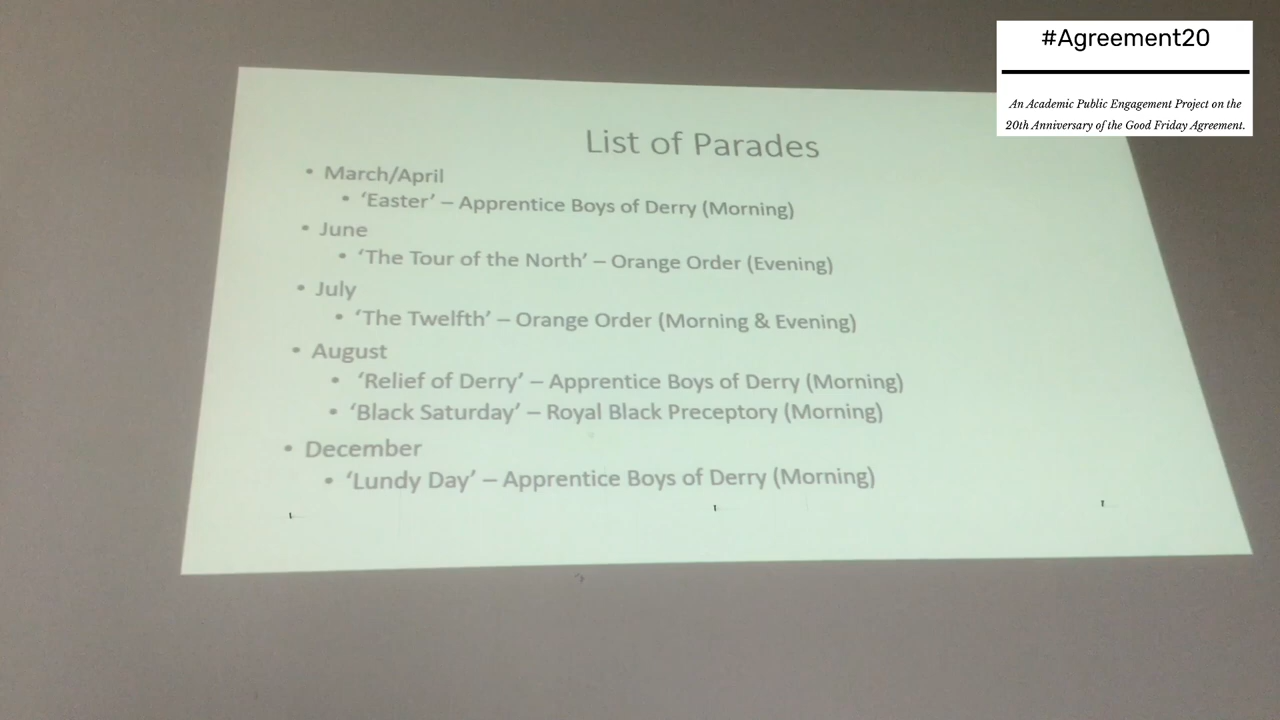 #Agreement20
An Academic Public Engagement Project on the
20th Anniversary of the Good Friday Agreement.
List of Parades
• March/April
• ‘Easter’ – Apprentice Boys of Derry (Morning)
• June
• ‘The Tour of the North’ – Orange Order (Evening)
• July
• ‘The Twelfth’ – Orange Order (Morning & Evening)
• August
• ‘Relief of Derry’ – Apprentice Boys of Derry (Morning)
• ‘Black Saturday’ – Royal Black Preceptory (Morning)
• December
• ‘Lundy Day’ – Apprentice Boys of Derry (Morning)